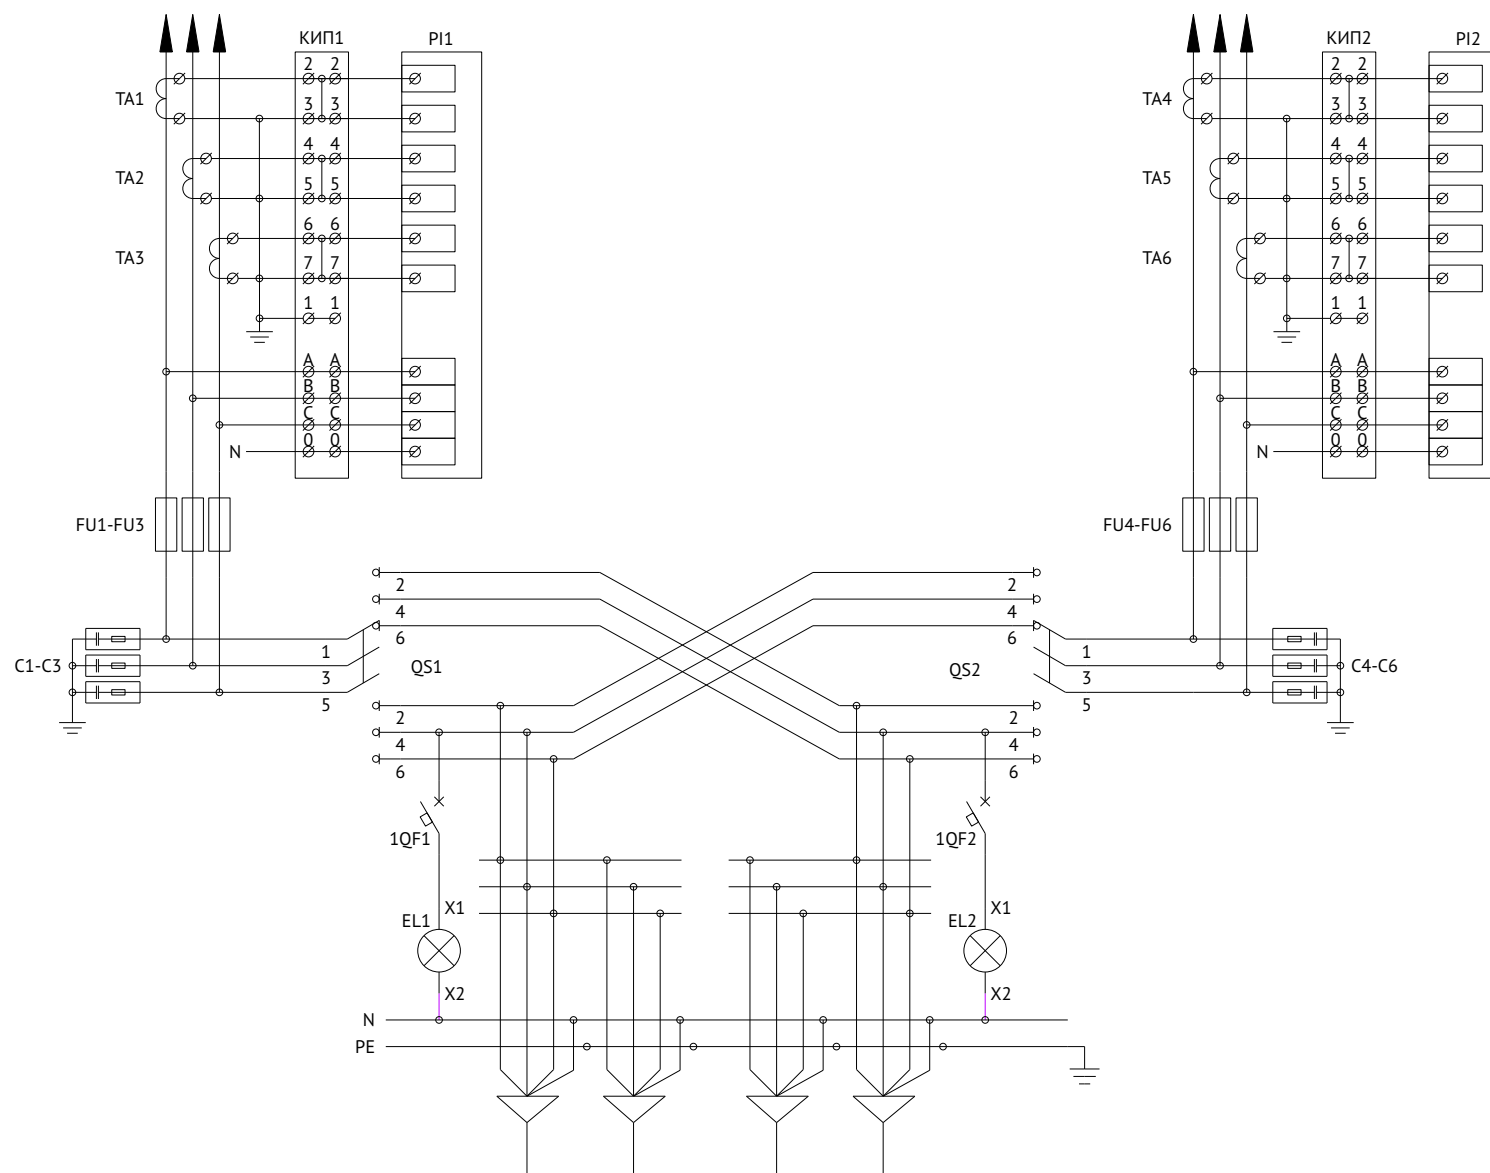 КИП1
PI1
КИП2
PI2
2 2
2 2
TA1
3 3
TA4
3 3
4 4
4 4
TA2
5 5
TA5
5 5
6 6
6 6
TA3
7 7
TA6
7 7
1 1
1 1
A A
A A
B B
B B
C C
C C
N
0 0
N
0 0
FU1-FU3
FU4-FU6
2
2
4
4
6
6
C1-C3
1
QS1
QS2
1
C4-C6
3
3
5
5
2
2
4
4
6
6
1QF1
1QF2
X1
X1
EL1
EL2
X2
X2
N
PE